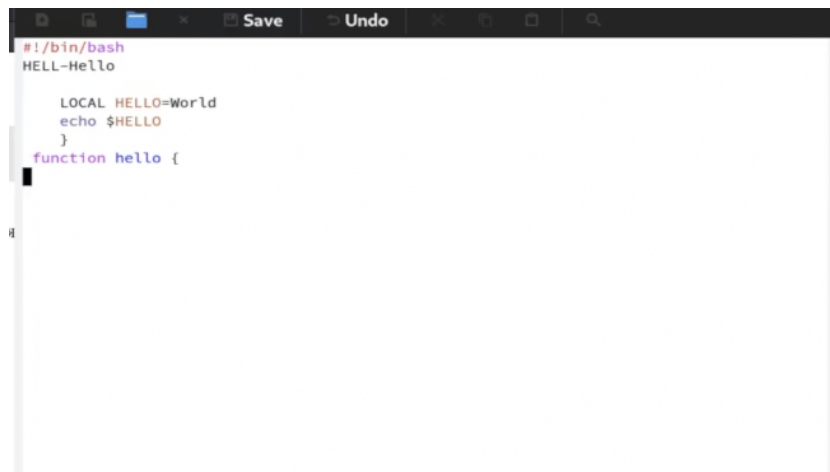 Save Undo
#!/bin/bash
HELL-Hello
LOCAL HELLO=World
echo $HELLO
}
function hello {